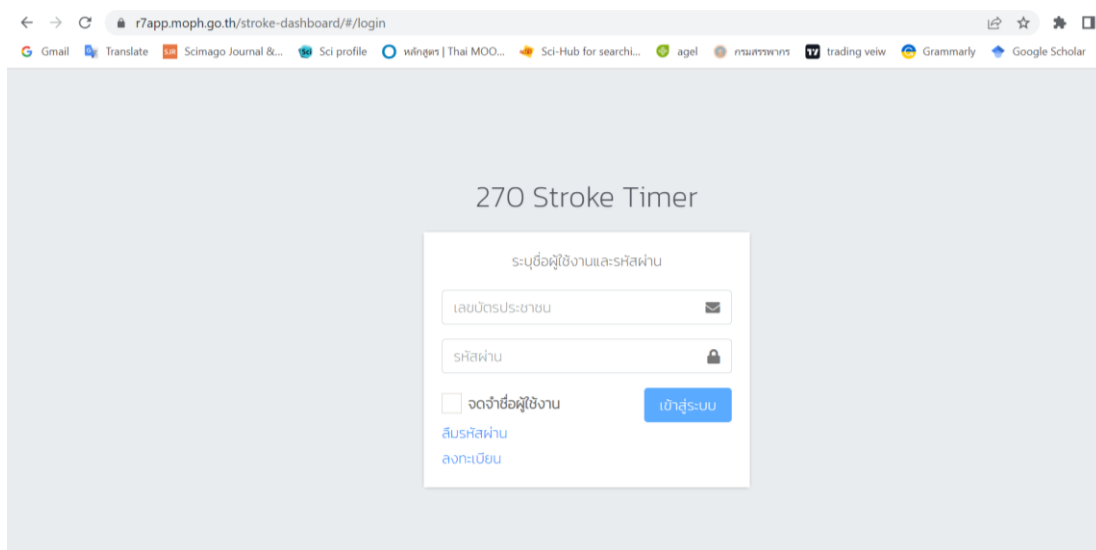 r7app.moph.go.th/stroke-dashboard/#/login
G Gmail Translate SJR Scimago Journal &... Sci Sci profile หลักสูตร | Thai MOO... Sci-Hub for searchi... agel กรมสรรพากร trading veiw Grammarly Google Scholar
270 Stroke Timer
ระบุชื่อผู้ใช้งานและรหัสผ่าน
เลขบัตรประชาชน
รหัสผ่าน
จดจำชื่อผู้ใช้งาน เข้าสู่ระบบ
ลืมรหัสผ่าน
ลงทะเบียน